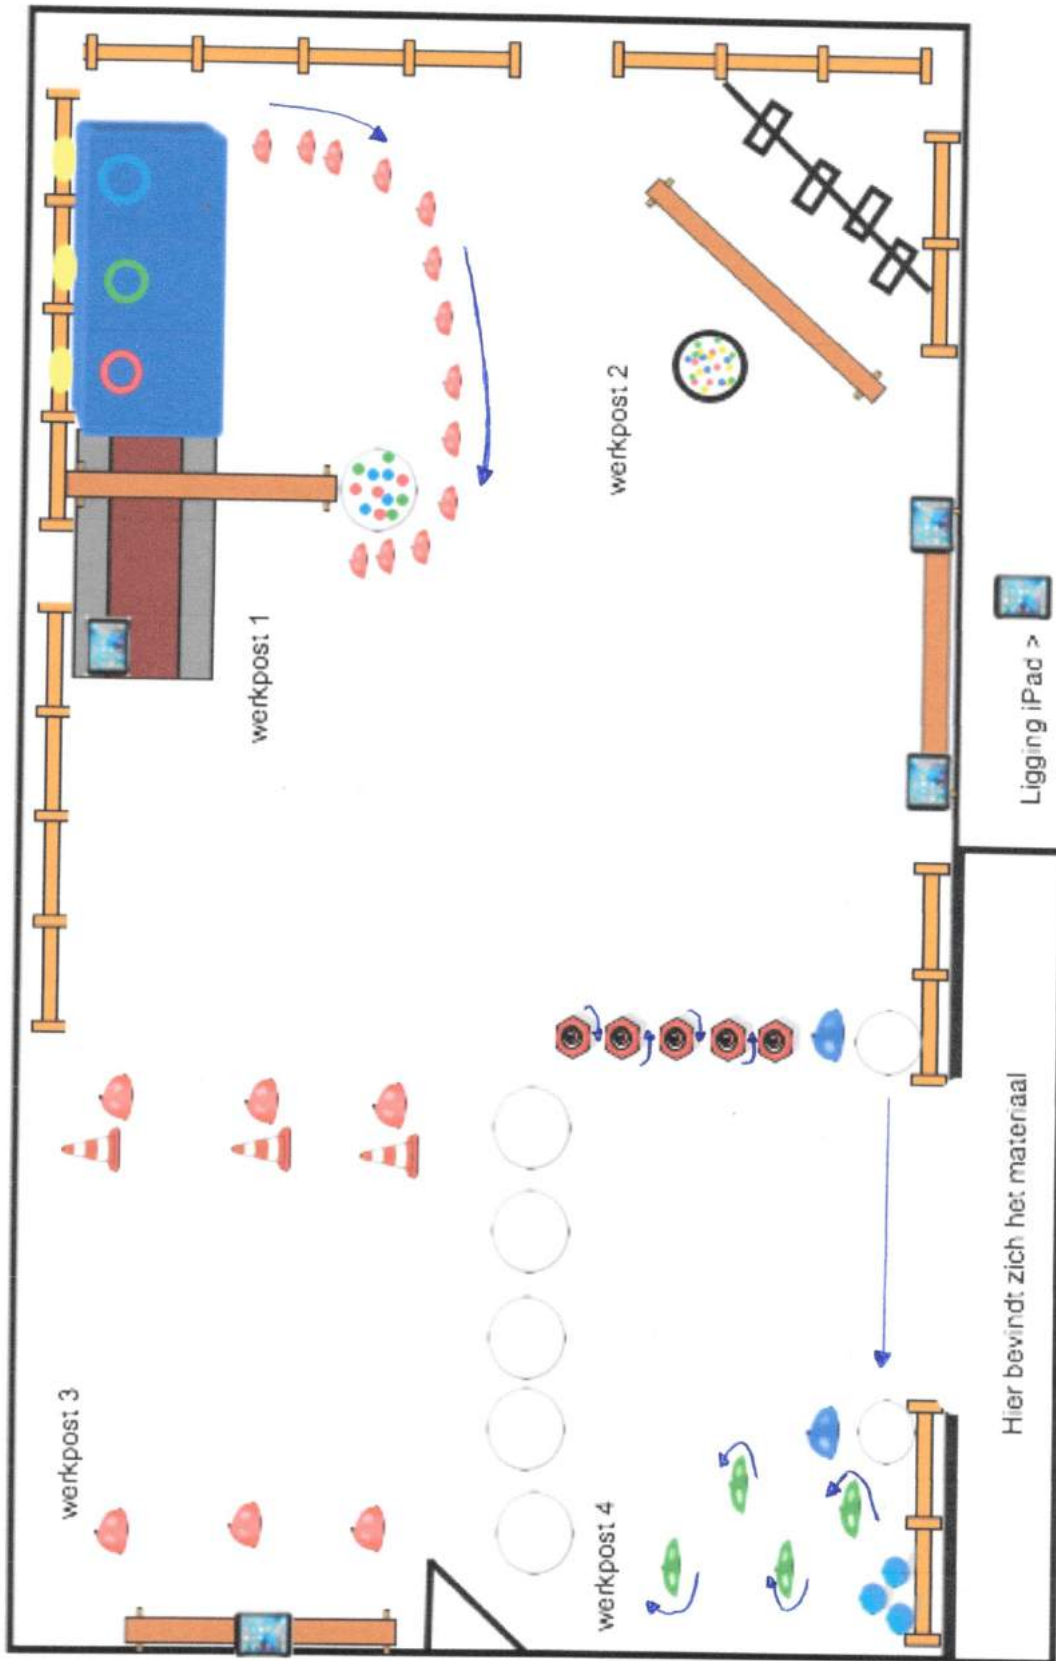 werkpost 3
werkpost 1
werkpost 4
werkpost 2
Hier bevindt zich het materiaal
Ligging iPad >